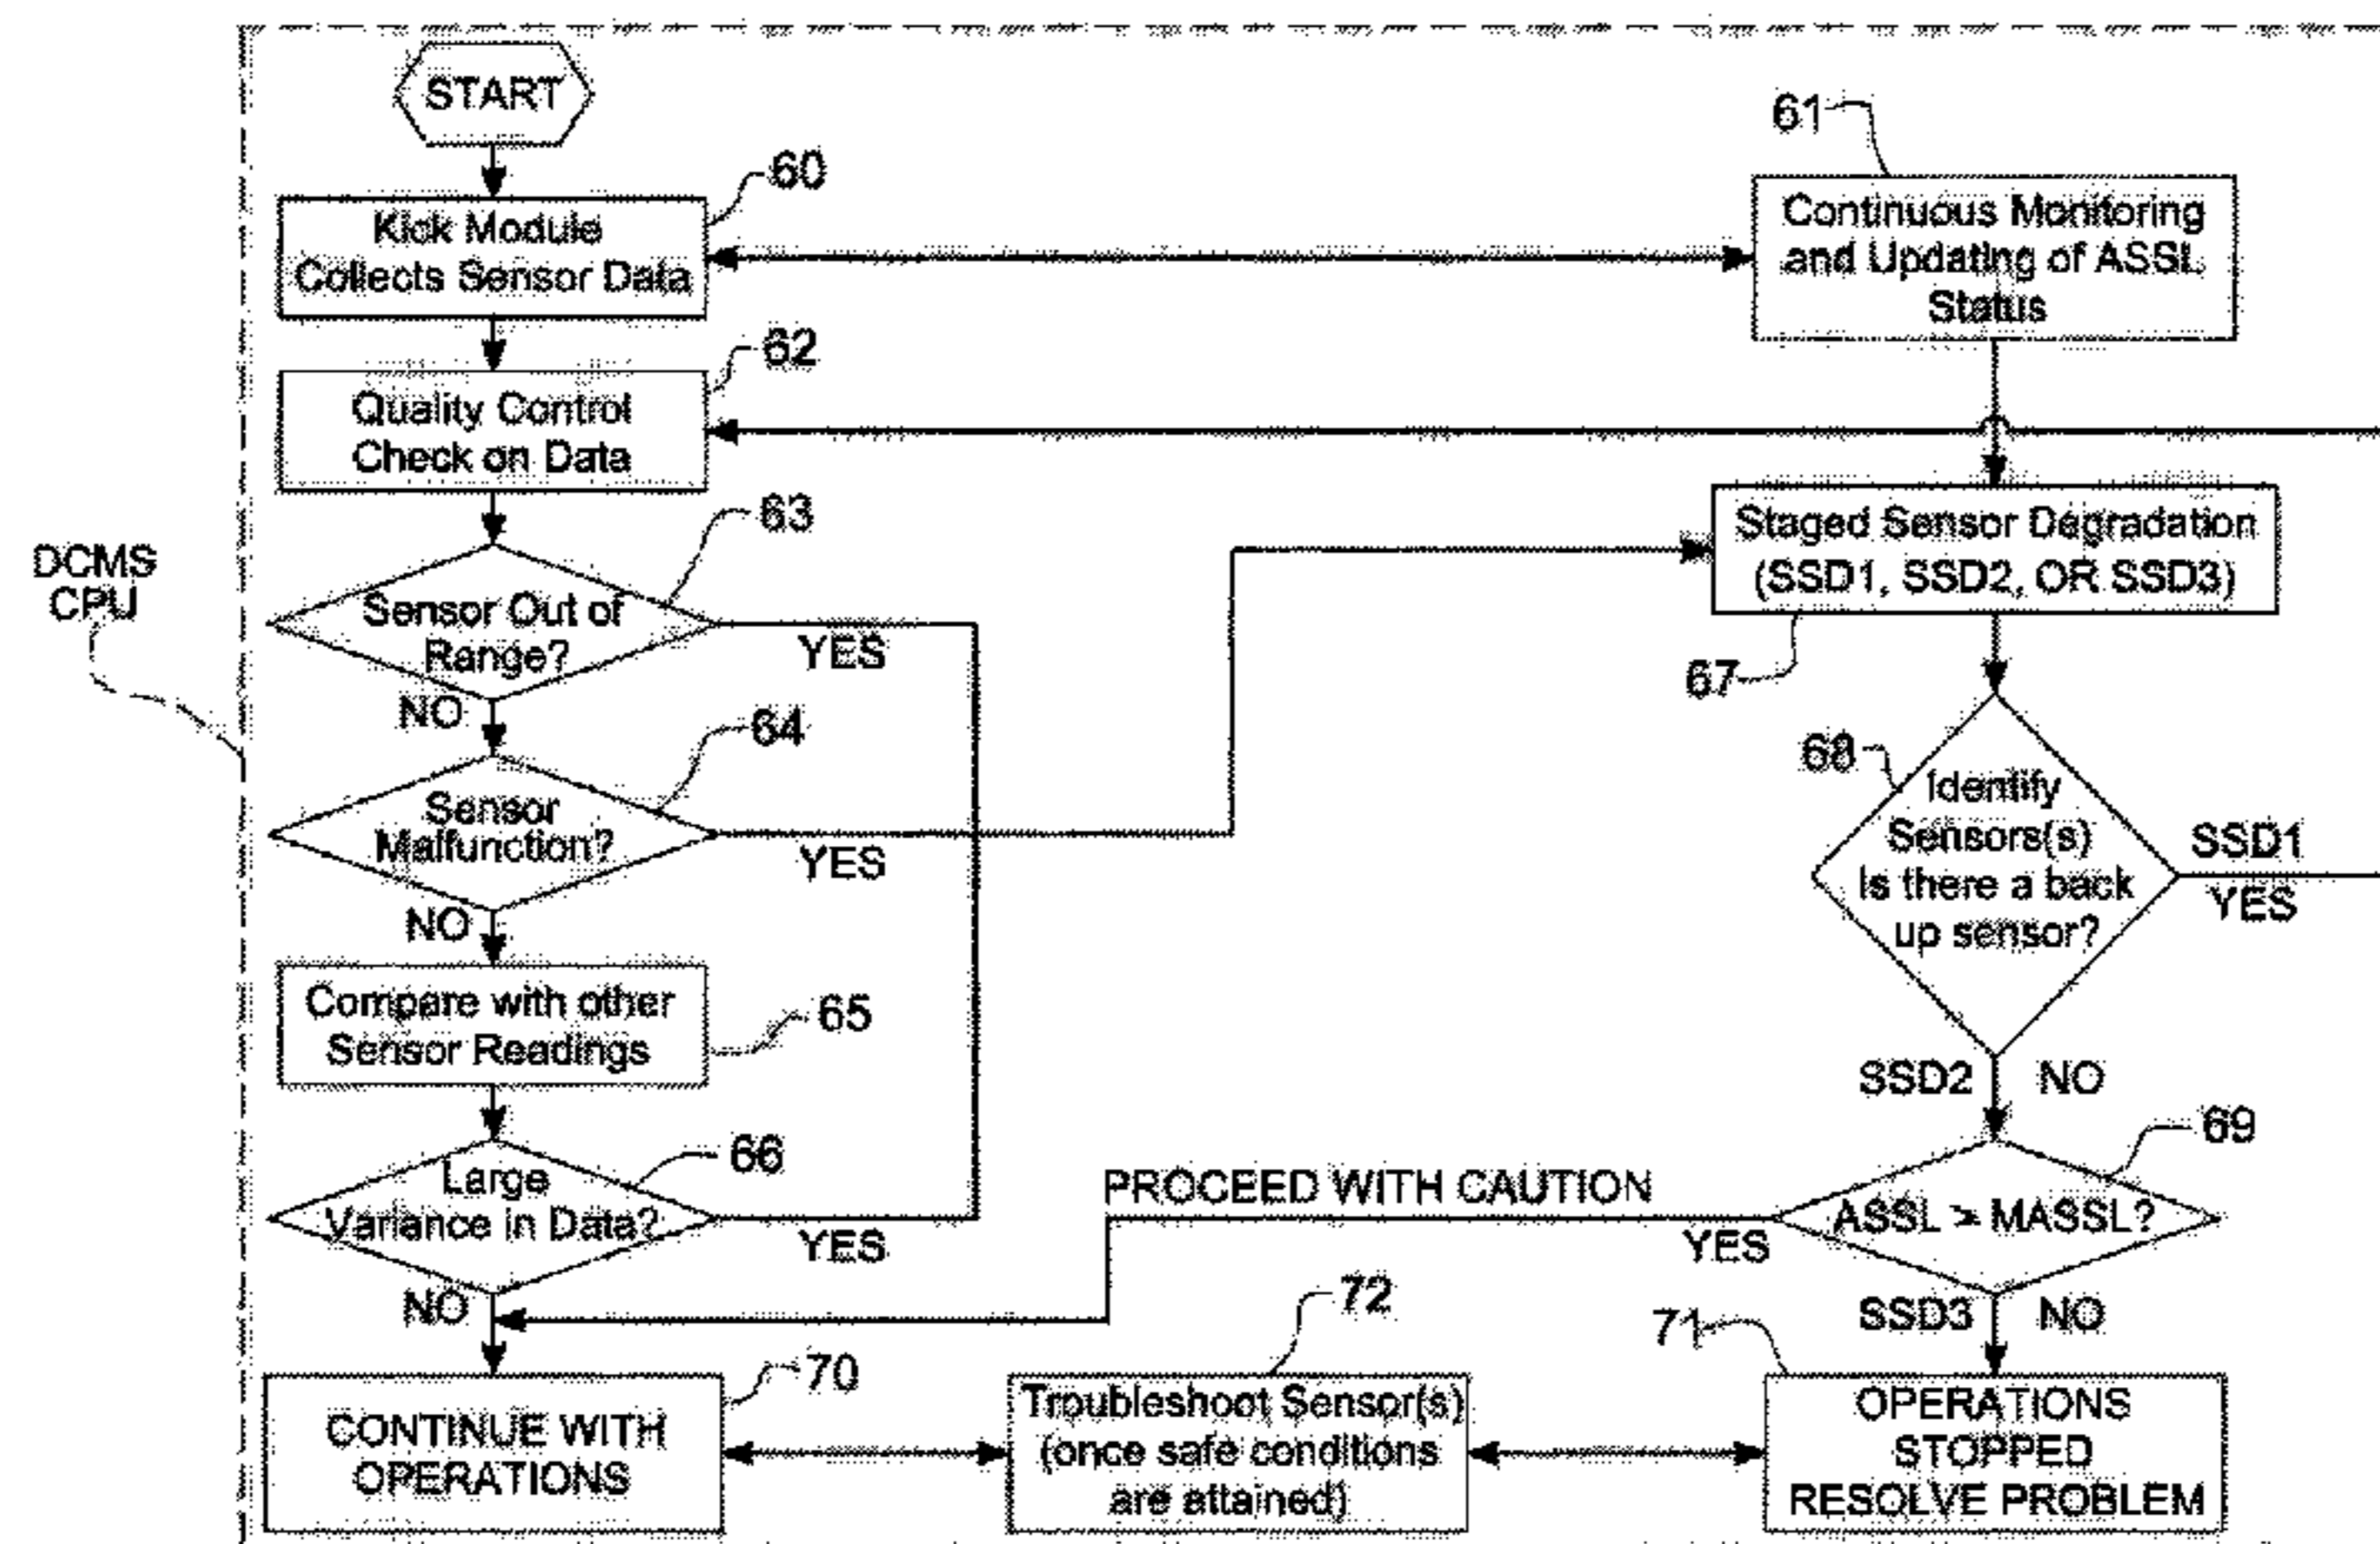 START
60
Kick Module
Collects Sensor Data
61
Continuous Monitoring
and Updating of ASSL
Status
62
Quality Control
Check on Data
63
Sensor Out of
Range?
YES
NO
DCMS
CPU
Staged Sensor Degradation
(SSD1, SSD2, OR SSD3)
67
64
Sensor
Malfunction?
YES
NO
68
Identify
Sensors(s)
Is there a back
up sensor?
SSD1
YES
SSD2 NO
65
Compare with other
Sensor Readings
66
Large
Variance in Data?
YES
NO
PROCEED WITH CAUTION
69
ASSL > MASSL?
YES
SSD3 NO
70
CONTINUE WITH
OPERATIONS
72
Troubleshoot Sensor(s)
(once safe conditions
are attained)
71
OPERATIONS
STOPPED
RESOLVE PROBLEM